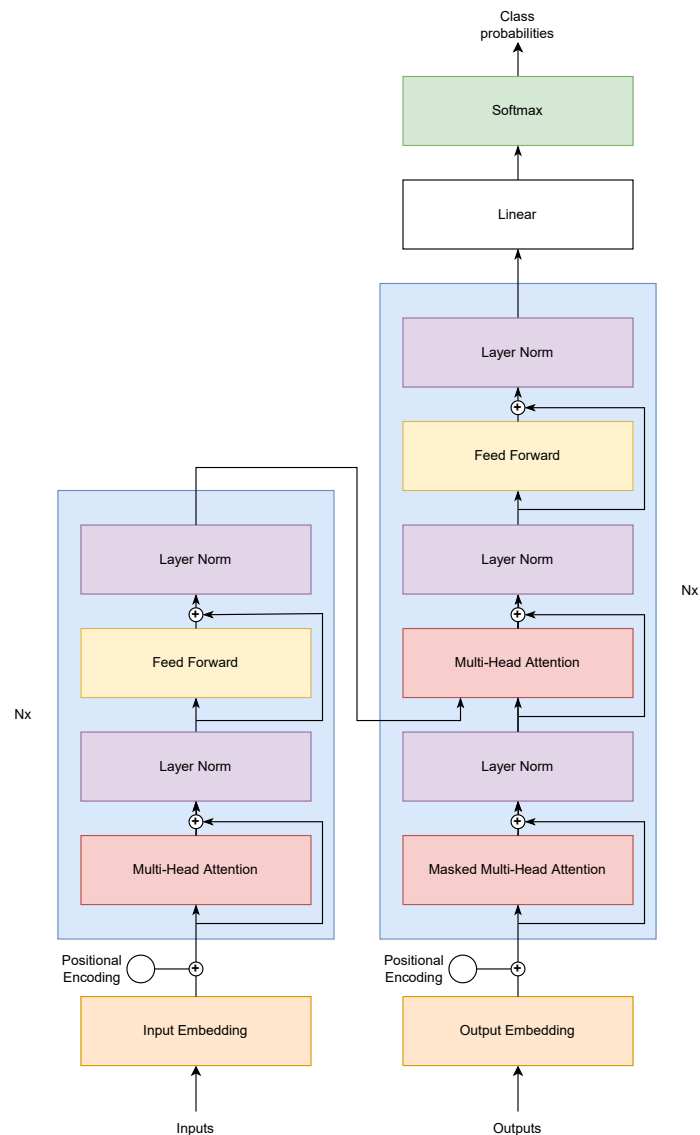 Class
probabilities
Softmax
Linear
Layer Norm
Feed Forward
Layer Norm
Multi-Head Attention
Layer Norm
Masked Multi-Head Attention
Nx
Positional
Encoding
Output Embedding
Outputs
Layer Norm
Feed Forward
Layer Norm
Multi-Head Attention
Nx
Positional
Encoding
Input Embedding
Inputs